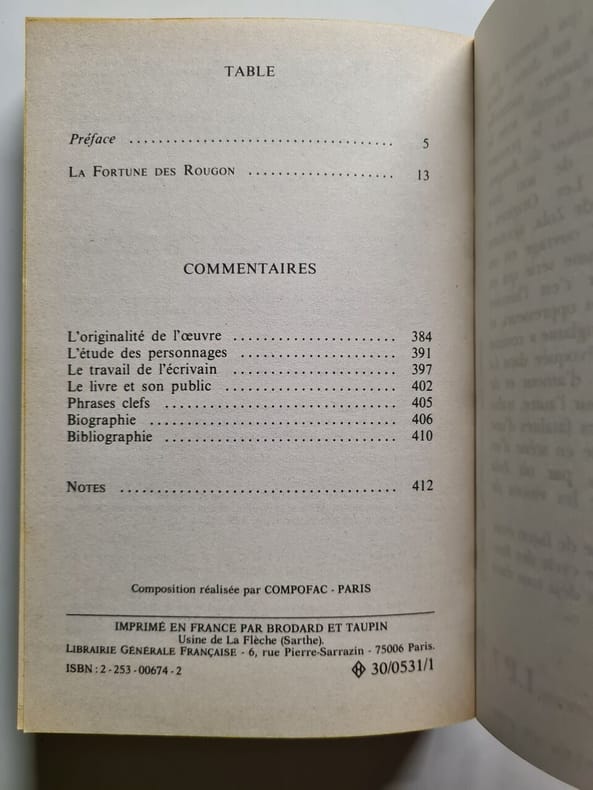 TABLE
Préface .................................... 5
LA FORTUNE DES ROUGON .................... 13
COMMENTAIRES
L'originalité de l'œuvre ...................... 384
L'étude des personnages ..................... 391
Le travail de l'écrivain ...................... 397
Le livre et son public ....................... 402
Phrases clefs ............................... 405
Biographie ................................. 406
Bibliographie ............................... 410
NOTES ..................................... 412
Composition réalisée par COMPOFAC - PARIS
IMPRIMÉ EN FRANCE PAR BRODARD ET TAUPIN
Usine de La Flèche (Sarthe).
LIBRAIRIE GÉNÉRALE FRANÇAISE - 6, rue Pierre-Sarrazin - 75006 Paris.
ISBN : 2 - 253 - 00674 - 2
30/0531/1